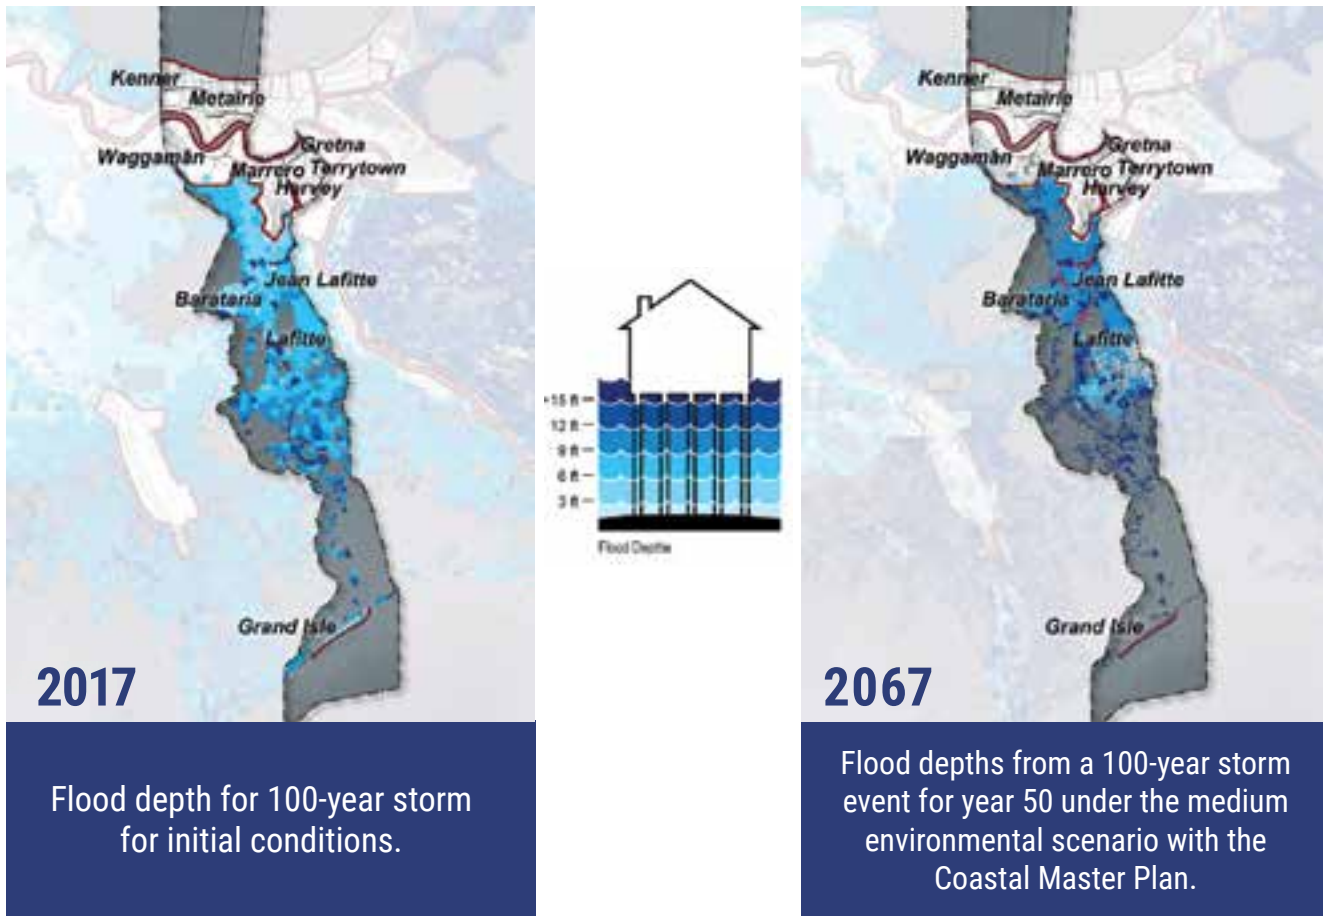 Kenner
Metairie
Gretna
Waggaman
Marrero Terrytown
Harvey
Jean Lafitte
Barataria
Lafitte
Grand Isle
2017
Flood depth for 100-year storm
for initial conditions.
+15 ft
12 ft
9 ft
6 ft
3 ft
Flood Depths
Kenner
Metairie
Gretna
Waggaman
Marrero Terrytown
Harvey
Jean Lafitte
Barataria
Lafitte
Grand Isle
2067
Flood depths from a 100-year storm
event for year 50 under the medium
environmental scenario with the
Coastal Master Plan.